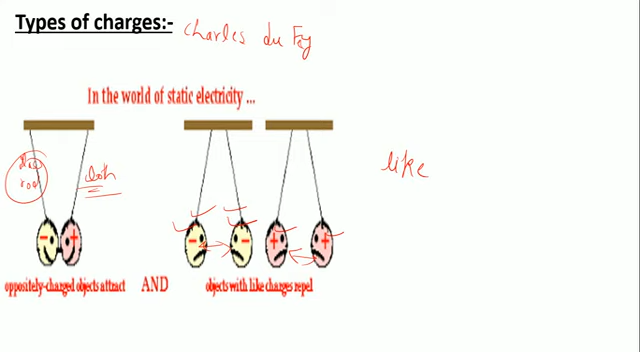 Types of charges:- Charles du Fay
In the world of static electricity ...
rod
cloth
like
- + - - + +
oppositely-charged objects attract AND objects with like charges repel